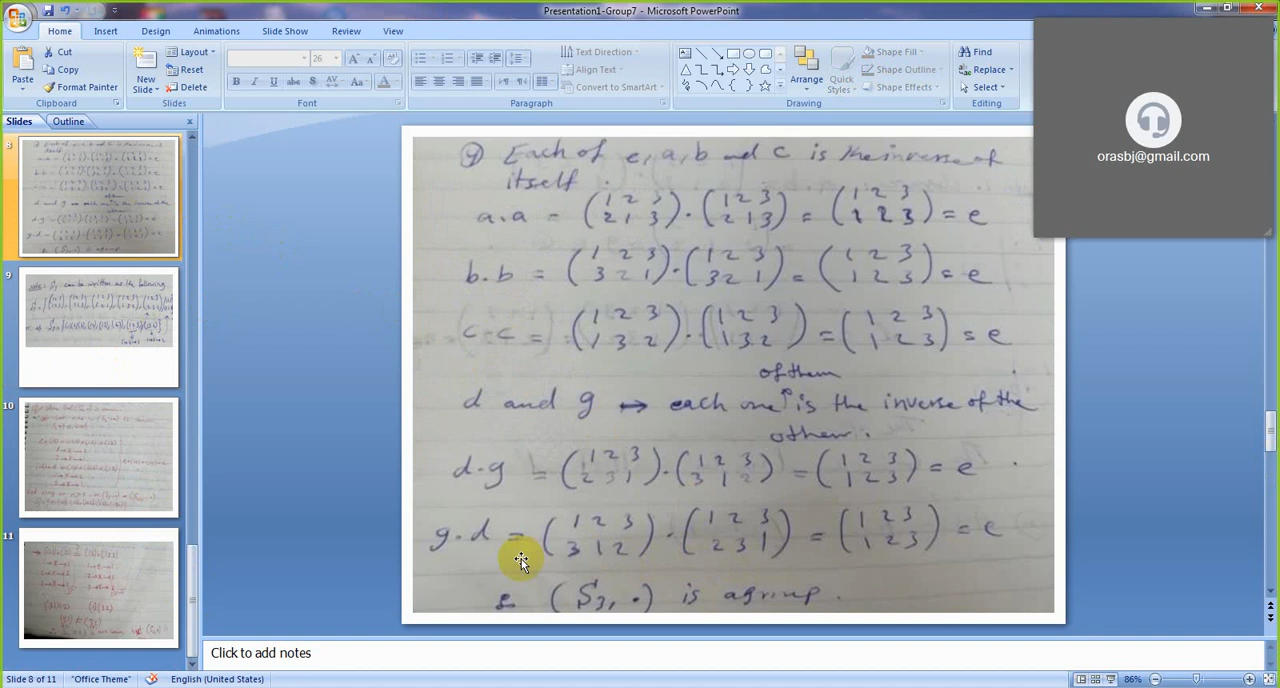 Presentation1-Group7 - Microsoft PowerPoint
Home Insert Design Animations Slide Show Review View
Cut
Copy
Format Painter
Paste
Clipboard
New
Slide
Layout
Reset
Delete
Slides
26
B I U abc S AV Aa A
Font
Text Direction
Align Text
Convert to SmartArt
Paragraph
Arrange
Quick
Styles
Shape Fill
Shape Outline
Shape Effects
Drawing
Find
Replace
Select
Editing
orasbj@gmail.com
Slides Outline
8
9
10
11
④ Each of e, a, b and c is the inverse of
itself.
a.a = (1 2 3 / 2 1 3) . (1 2 3 / 2 1 3) = (1 2 3 / 1 2 3) = e
b.b = (1 2 3 / 3 2 1) . (1 2 3 / 3 2 1) = (1 2 3 / 1 2 3) = e
c.c = (1 2 3 / 1 3 2) . (1 2 3 / 1 3 2) = (1 2 3 / 1 2 3) = e
of them
d and g ↔ each one is the inverse of the
other.
d.g = (1 2 3 / 2 3 1) . (1 2 3 / 3 1 2) = (1 2 3 / 1 2 3) = e
g.d = (1 2 3 / 3 1 2) . (1 2 3 / 2 3 1) = (1 2 3 / 1 2 3) = e
(S3, .) is a group.
Click to add notes
Slide 8 of 11 "Office Theme" English (United States) 86%